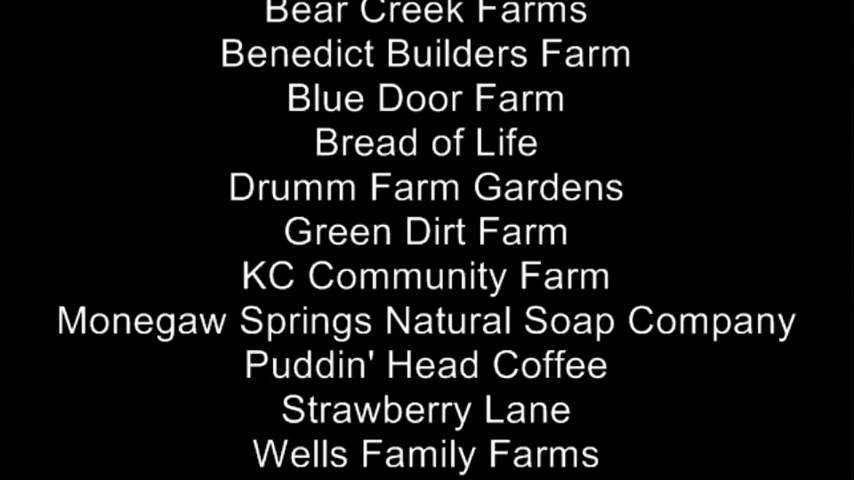 Bear Creek Farms
Benedict Builders Farm
Blue Door Farm
Bread of Life
Drumm Farm Gardens
Green Dirt Farm
KC Community Farm
Monegaw Springs Natural Soap Company
Puddin' Head Coffee
Strawberry Lane
Wells Family Farms